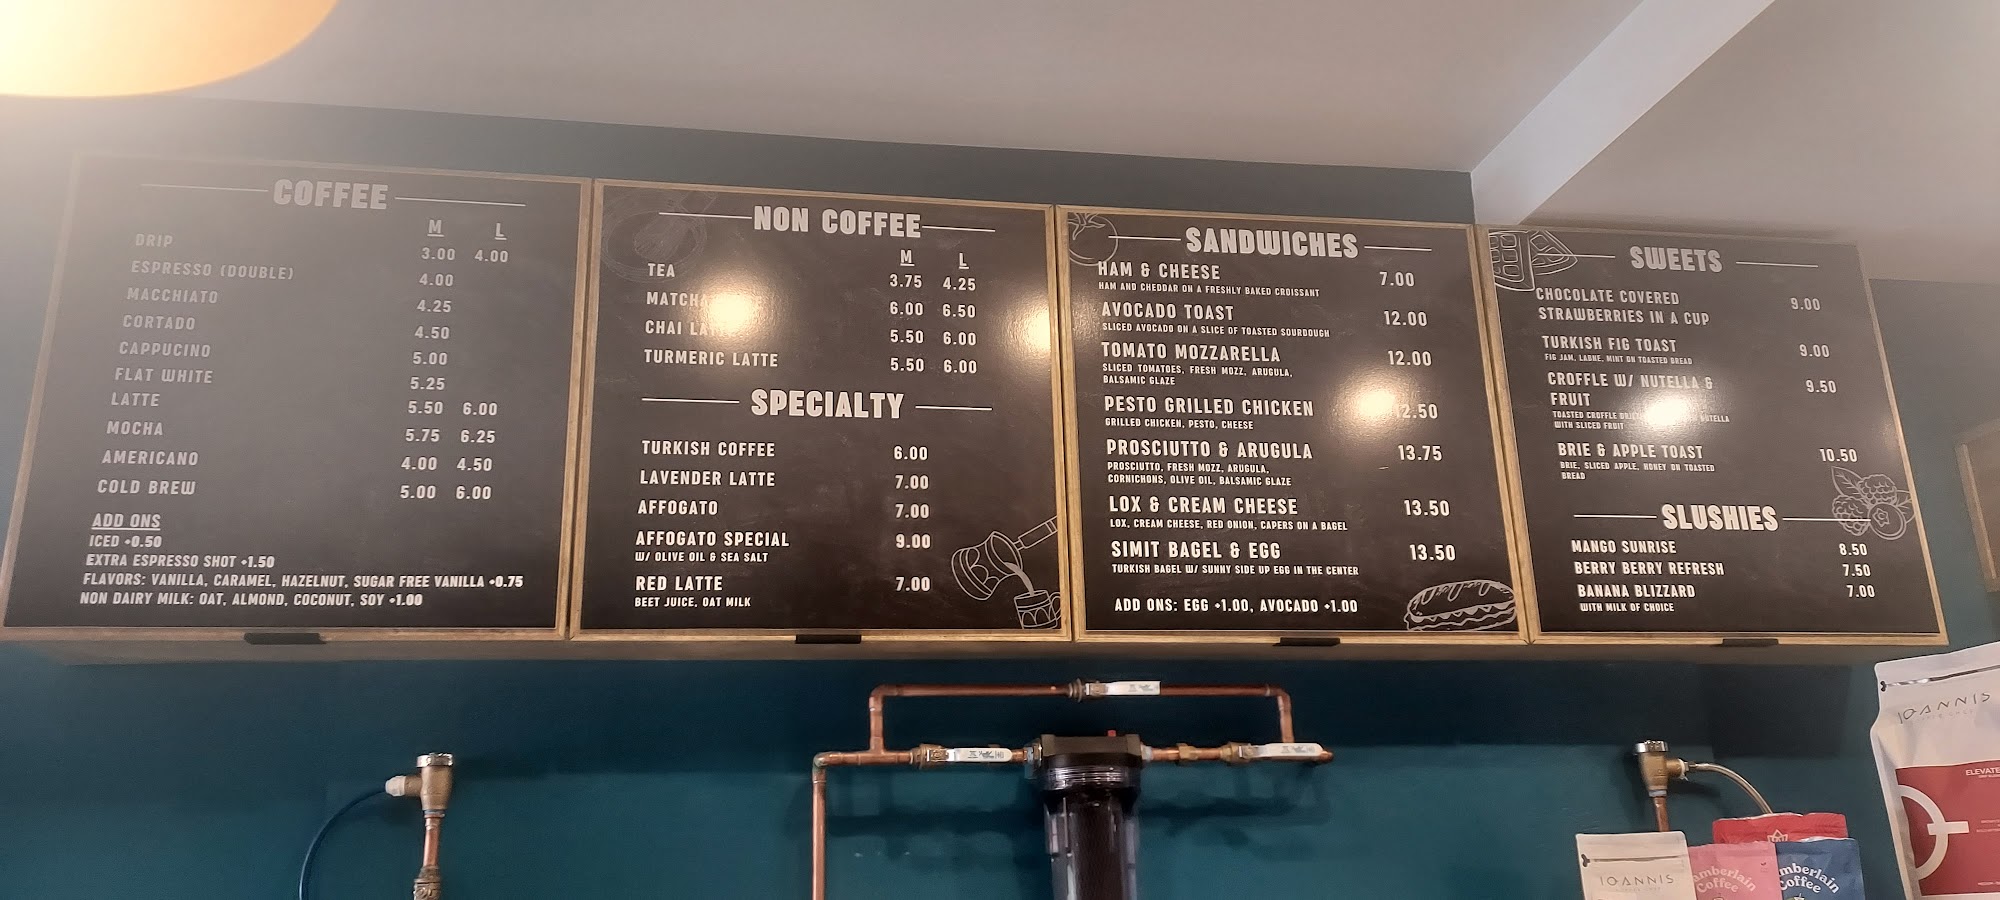 COFFEE
M L
DRIP 3.00 4.00
ESPRESSO (DOUBLE) 4.00
MACCHIATO 4.25
CORTADO 4.50
CAPPUCINO 5.00
FLAT WHITE 5.25
LATTE 5.50 6.00
MOCHA 5.75 6.25
AMERICANO 4.00 4.50
COLD BREW 5.00 6.00
ADD ONS
ICED +0.50
EXTRA ESPRESSO SHOT +1.50
FLAVORS: VANILLA, CARAMEL, HAZELNUT, SUGAR FREE VANILLA +0.75
NON DAIRY MILK: OAT, ALMOND, COCONUT, SOY +1.00
NON COFFEE
M L
TEA 3.75 4.25
MATCHA 6.00 6.50
CHAI LATTE 5.50 6.00
TURMERIC LATTE 5.50 6.00
SPECIALTY
TURKISH COFFEE 6.00
LAVENDER LATTE 7.00
AFFOGATO 7.00
AFFOGATO SPECIAL 9.00
W/ OLIVE OIL & SEA SALT
RED LATTE 7.00
BEET JUICE, OAT MILK
SANDWICHES
HAM & CHEESE 7.00
HAM AND CHEDDAR ON A FRESHLY BAKED CROISSANT
AVOCADO TOAST 12.00
SLICED AVOCADO ON A SLICE OF TOASTED SOURDOUGH
TOMATO MOZZARELLA 12.00
SLICED TOMATOES, FRESH MOZZ, ARUGULA,
BALSAMIC GLAZE
PESTO GRILLED CHICKEN 12.50
GRILLED CHICKEN, PESTO, CHEESE
PROSCIUTTO & ARUGULA 13.75
PROSCIUTTO, FRESH MOZZ, ARUGULA,
CORNICHONS, OLIVE OIL, BALSAMIC GLAZE
LOX & CREAM CHEESE 13.50
LOX, CREAM CHEESE, RED ONION, CAPERS ON A BAGEL
SIMIT BAGEL & EGG 13.50
TURKISH BAGEL W/ SUNNY SIDE UP EGG IN THE CENTER
ADD ONS: EGG +1.00, AVOCADO +1.00
SWEETS
CHOCOLATE COVERED 9.00
STRAWBERRIES IN A CUP
TURKISH FIG TOAST 9.00
FIG JAM, LABNE, MINT ON TOASTED BREAD
CROFFLE W/ NUTELLA & 9.50
FRUIT
TOASTED CROFFLE NUTELLA
WITH SLICED FRUIT
BRIE & APPLE TOAST 10.50
BRIE, SLICED APPLE, HONEY ON TOASTED
BREAD
SLUSHIES
MANGO SUNRISE 8.50
BERRY BERRY REFRESH 7.50
BANANA BLIZZARD 7.00
WITH MILK OF CHOICE
IOANNIS
ELEVATE
IOANNIS
amberlain
Coffee
amberlain
Coffee